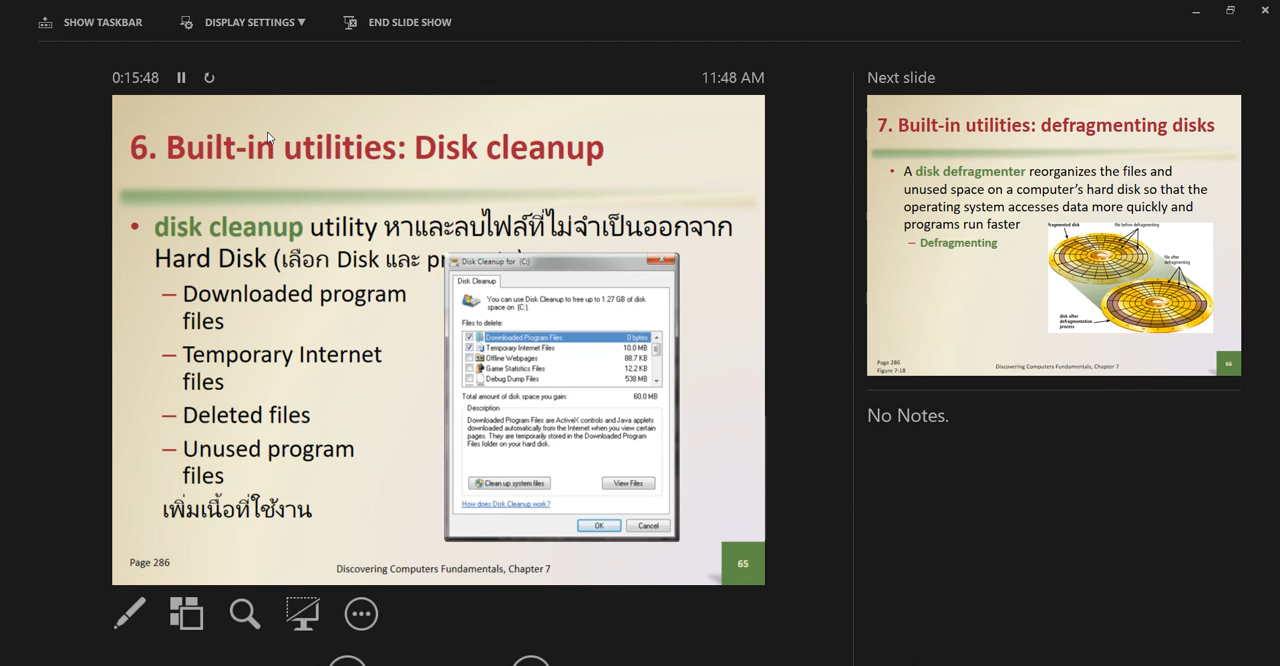 SHOW TASKBAR
DISPLAY SETTINGS ▼
END SLIDE SHOW
0:15:48
11:48 AM
6. Built-in utilities: Disk cleanup
• disk cleanup utility หาและลบไฟล์ที่ไม่จำเป็นออกจาก
Hard Disk (เลือก Disk และ
– Downloaded program
files
– Temporary Internet
files
– Deleted files
– Unused program
files
เพิ่มเนื้อที่ใช้งาน
Disk Cleanup for (C:)
Disk Cleanup
You can use Disk Cleanup to free up to 1.27 GB of disk
space on (C:).
Files to delete:
Downloaded Program Files 0 bytes
Temporary Internet Files 10.0 MB
Offline Webpages 88.7 KB
Game Statistics Files 12.2 KB
Debug Dump Files 538 MB
Total amount of disk space you gain: 60.0 MB
Description
Downloaded Program Files are ActiveX controls and Java applets
downloaded automatically from the Internet when you view certain
pages. They are temporarily stored in the Downloaded Program
Files folder on your hard disk.
Clean up system files
View Files
How does Disk Cleanup work?
OK
Cancel
Page 286
Discovering Computers Fundamentals, Chapter 7
65
Next slide
7. Built-in utilities: defragmenting disks
• A disk defragmenter reorganizes the files and
unused space on a computer's hard disk so that the
operating system accesses data more quickly and
programs run faster
– Defragmenting
fragmented disk
file before defragmenting
file after
defragmenting
disk after
defragmentation
process
Page 286
Figure 7-18
Discovering Computers Fundamentals, Chapter 7
66
No Notes.